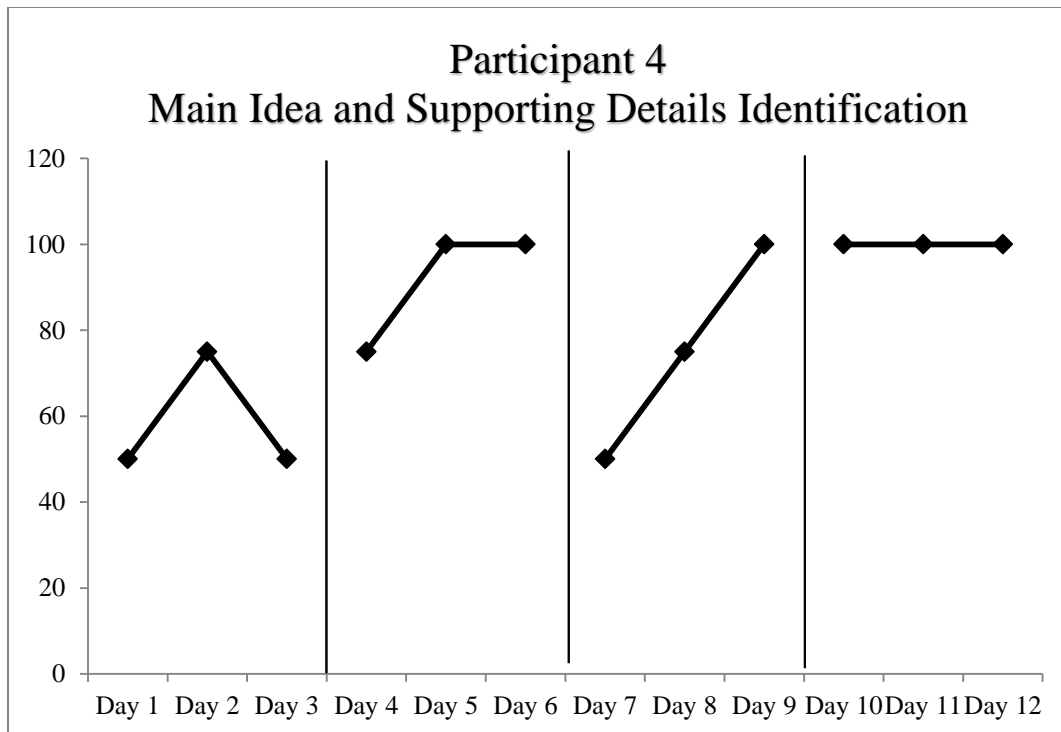 Participant 4
Main Idea and Supporting Details Identification
120
100
80
60
40
20
0
Day 1 Day 2 Day 3 Day 4 Day 5 Day 6 Day 7 Day 8 Day 9 Day 10 Day 11 Day 12